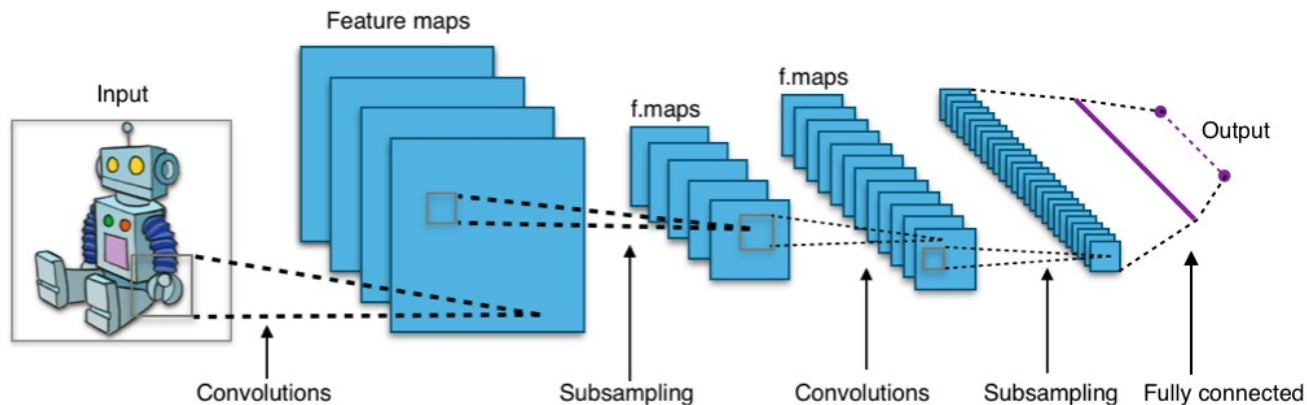 Feature maps
f.maps
Input
f.maps
Output
Convolutions
Subsampling
Convolutions
Subsampling
Fully connected